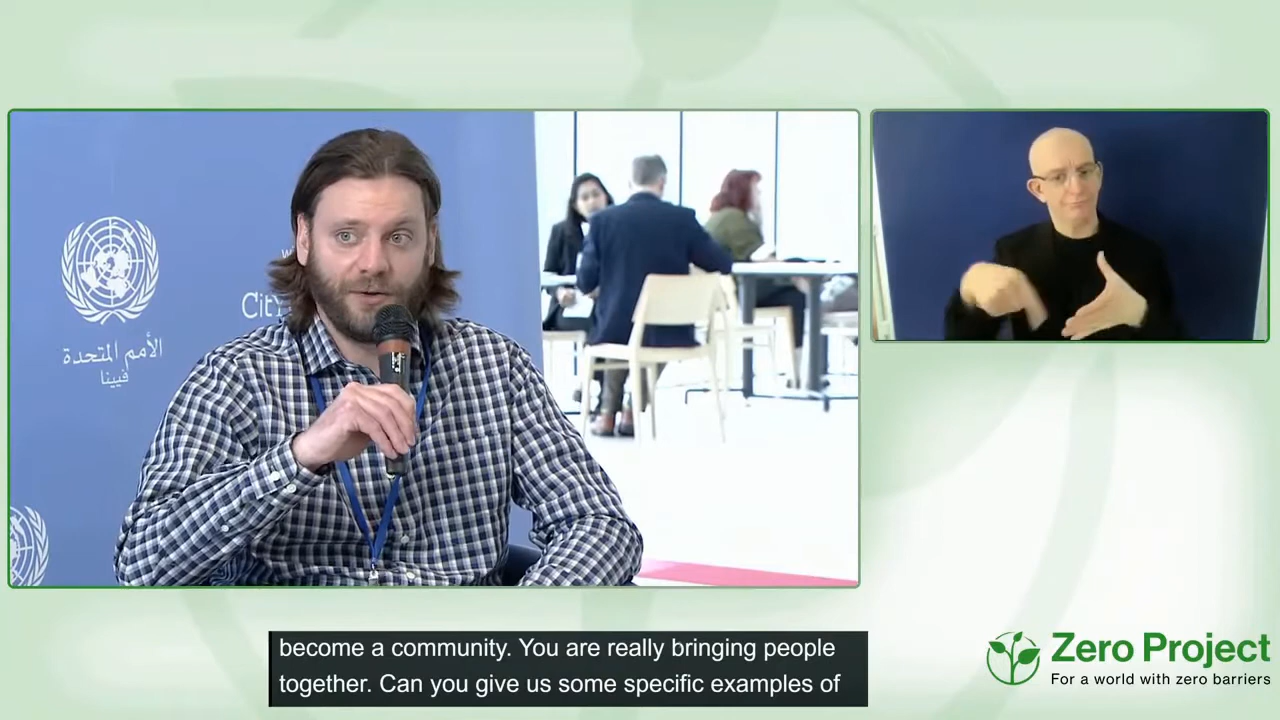 الأمم المتحدة
فيينا
become a community. You are really bringing people
together. Can you give us some specific examples of
Zero Project
For a world with zero barriers